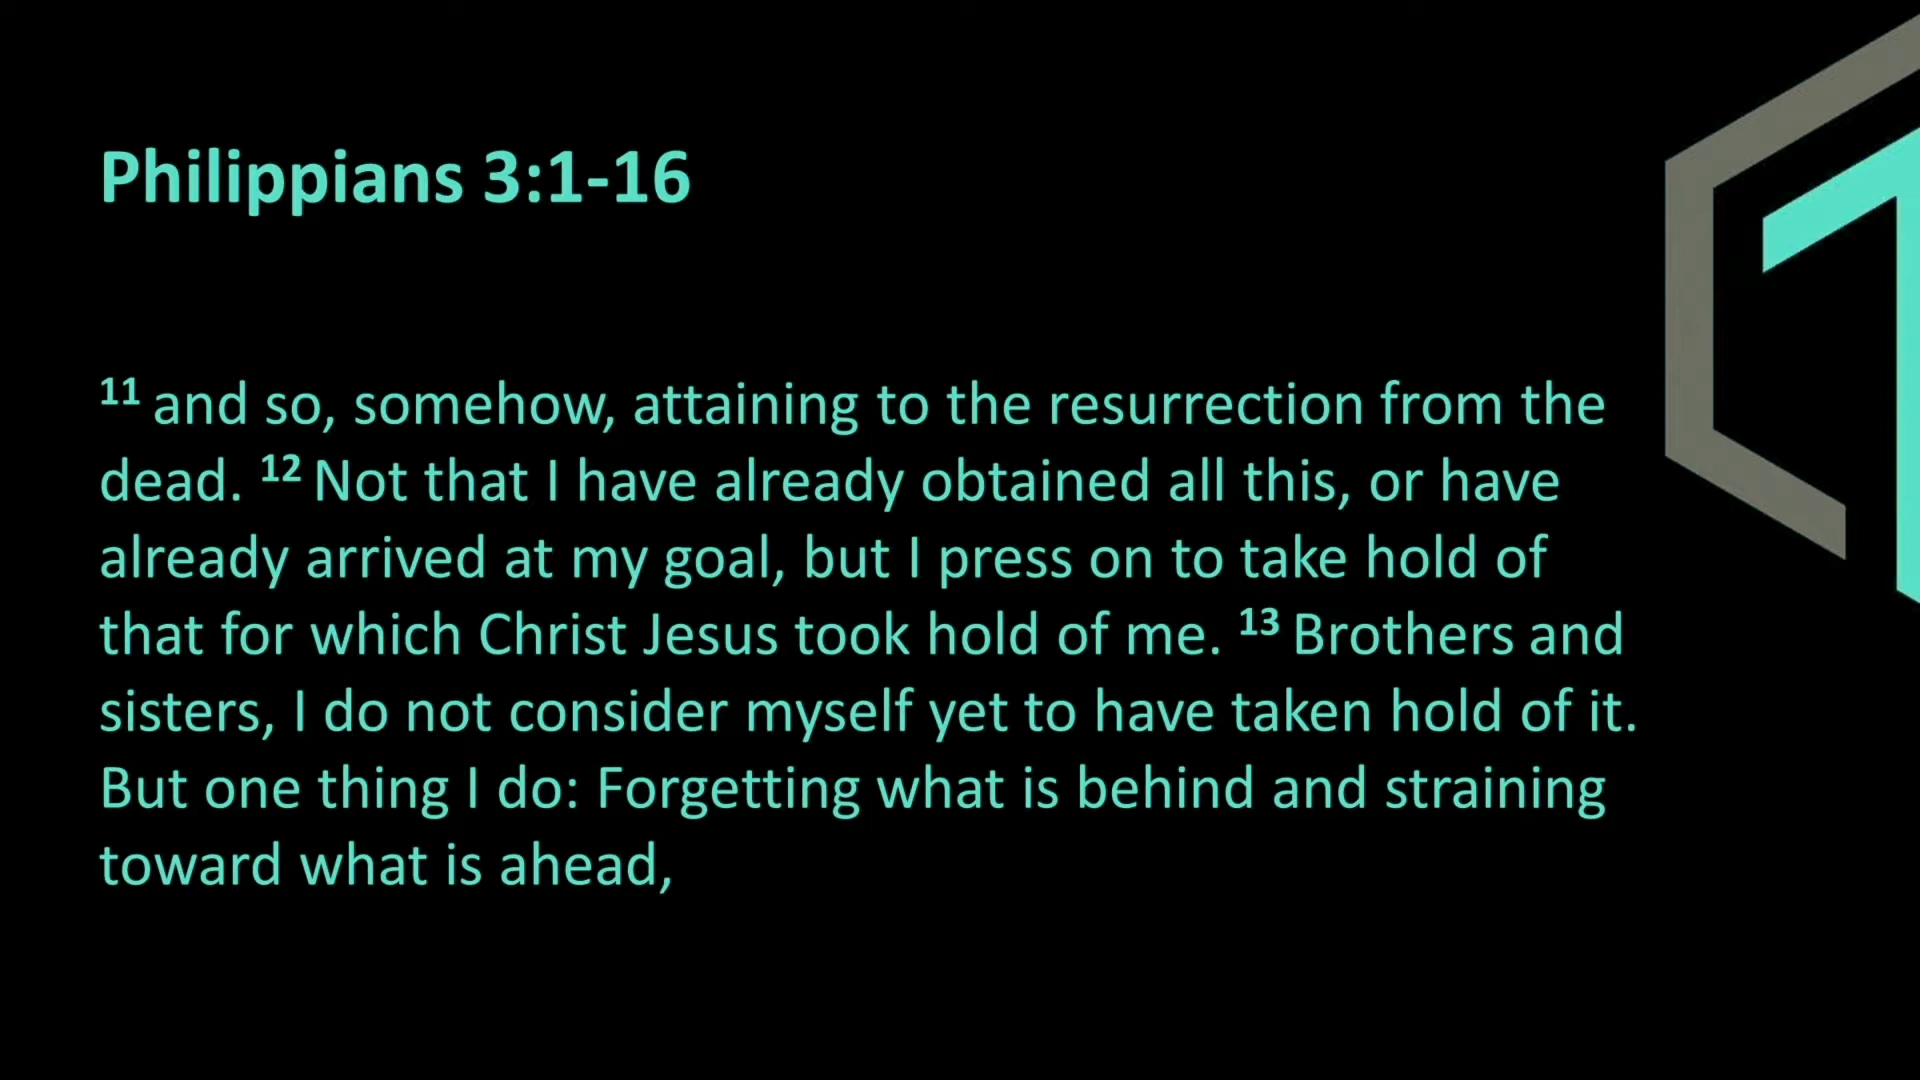 Philippians 3:1-16
11 and so, somehow, attaining to the resurrection from the
dead. 12 Not that I have already obtained all this, or have
already arrived at my goal, but I press on to take hold of
that for which Christ Jesus took hold of me. 13 Brothers and
sisters, I do not consider myself yet to have taken hold of it.
But one thing I do: Forgetting what is behind and straining
toward what is ahead,